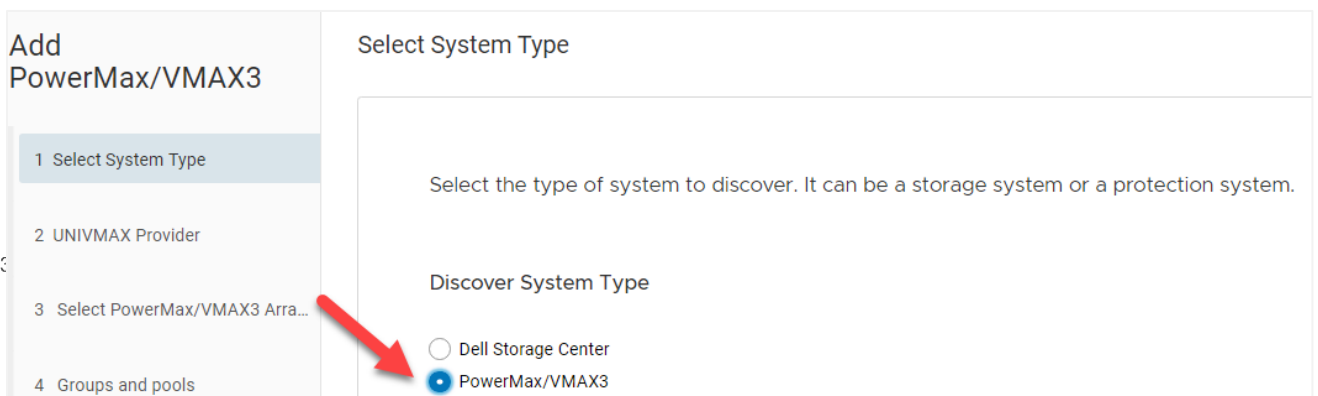 Add
PowerMax/VMAX3
1 Select System Type
2 UNIVMAX Provider
3 Select PowerMax/VMAX3 Arra...
4 Groups and pools
Select System Type
Select the type of system to discover. It can be a storage system or a protection system.
Discover System Type
Dell Storage Center
PowerMax/VMAX3